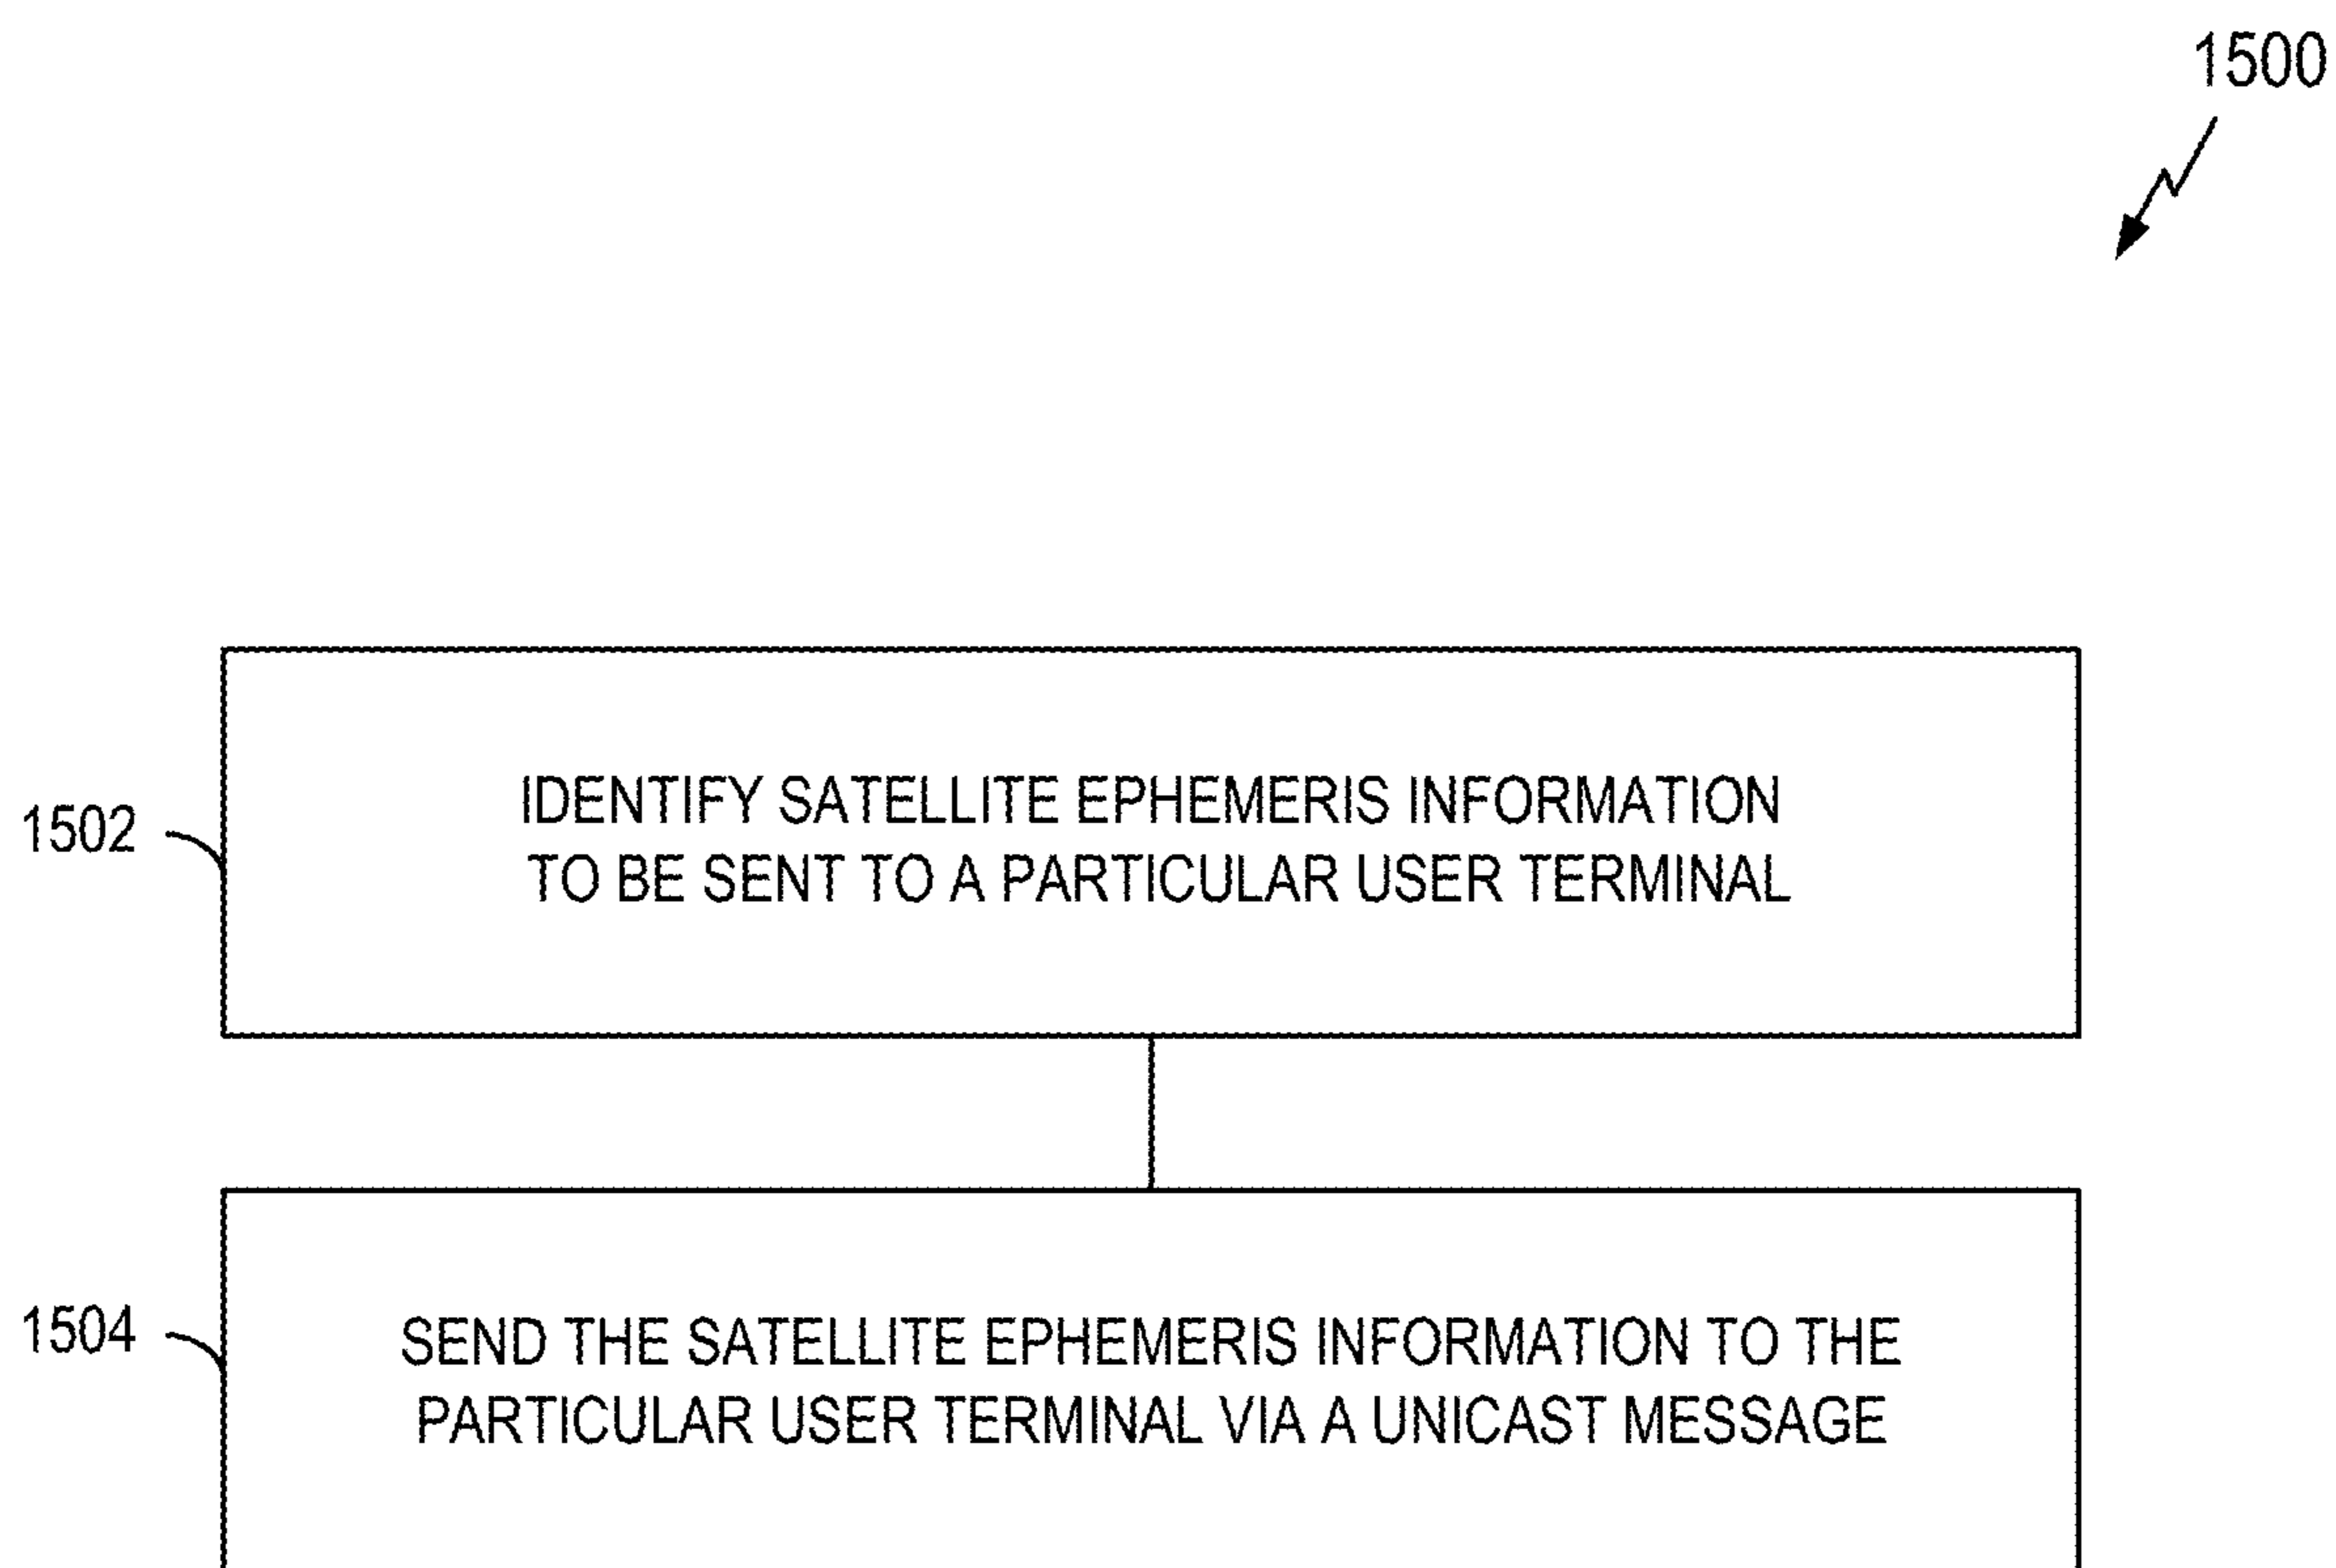 1500
1502
IDENTIFY SATELLITE EPHEMERIS INFORMATION
TO BE SENT TO A PARTICULAR USER TERMINAL
1504
SEND THE SATELLITE EPHEMERIS INFORMATION TO THE
PARTICULAR USER TERMINAL VIA A UNICAST MESSAGE